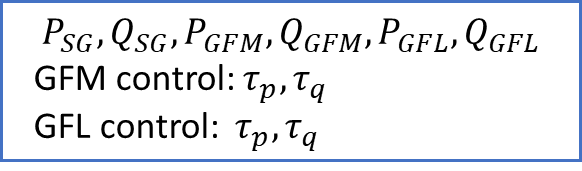 P_SG, Q_SG, P_GFM, Q_GFM, P_GFL, Q_GFL
GFM control: τ_p, τ_q
GFL control: τ_p, τ_q